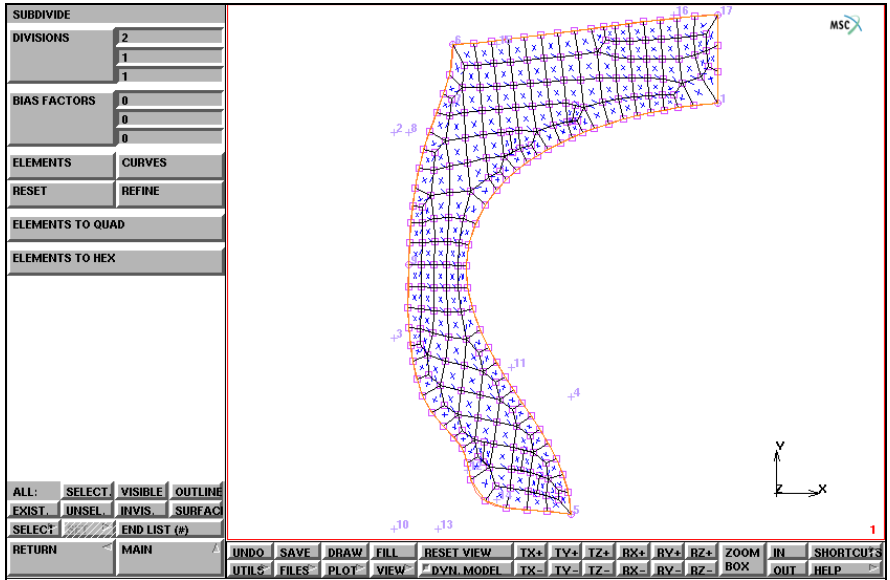 SUBDIVIDE
DIVISIONS 2
1
1
BIAS FACTORS 0
0
0
ELEMENTS CURVES
RESET REFINE
ELEMENTS TO QUAD
ELEMENTS TO HEX
ALL: SELECT. VISIBLE OUTLINE
EXIST. UNSEL. INVIS. SURFAC
SELECT END LIST (#)
RETURN MAIN
16 17
MSC
6
+2 +8
1
+3
+11
+4
5
+10 +13
Y
Z X
1
UNDO SAVE DRAW FILL RESET VIEW TX+ TY+ TZ+ RX+ RY+ RZ+ ZOOM BOX IN SHORTCUTS
UTILS FILES PLOT VIEW DYN. MODEL TX- TY- TZ- RX- RY- RZ- OUT HELP